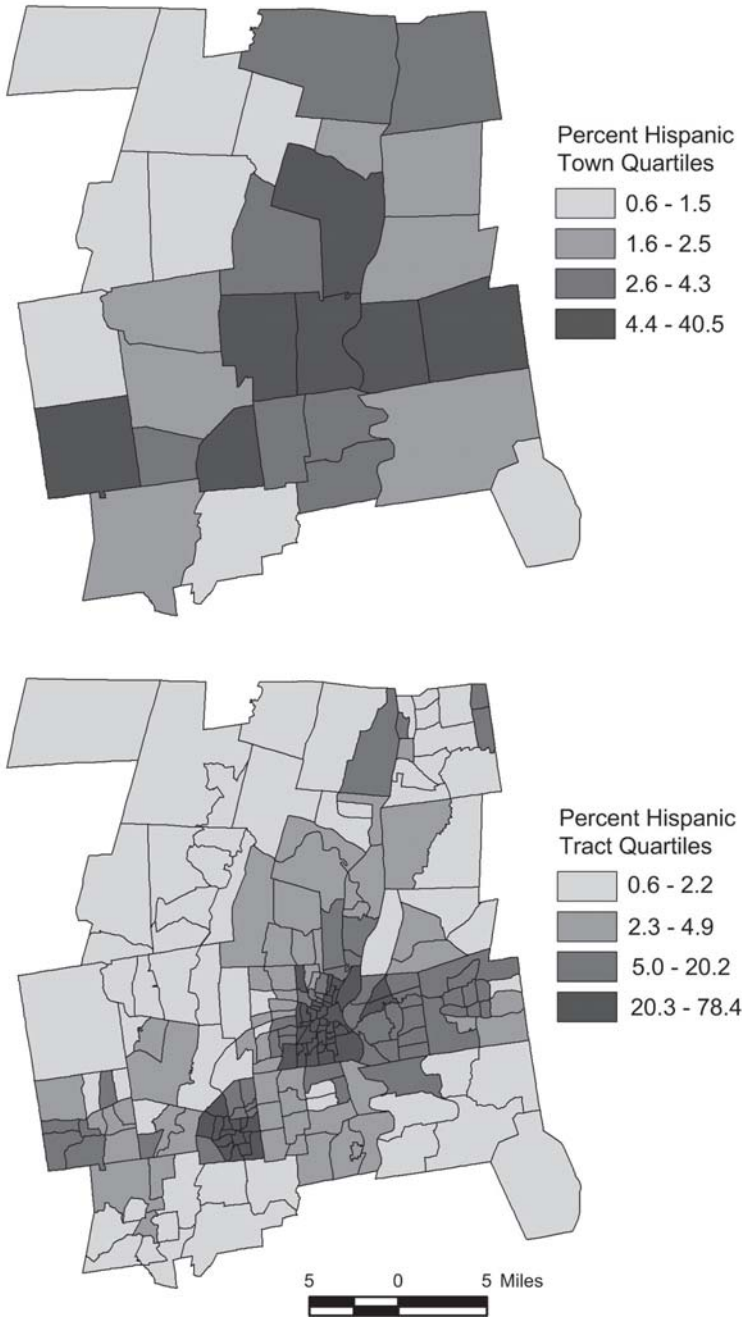 Percent Hispanic
Town Quartiles
0.6 - 1.5
1.6 - 2.5
2.6 - 4.3
4.4 - 40.5
Percent Hispanic
Tract Quartiles
0.6 - 2.2
2.3 - 4.9
5.0 - 20.2
20.3 - 78.4
5 0 5 Miles